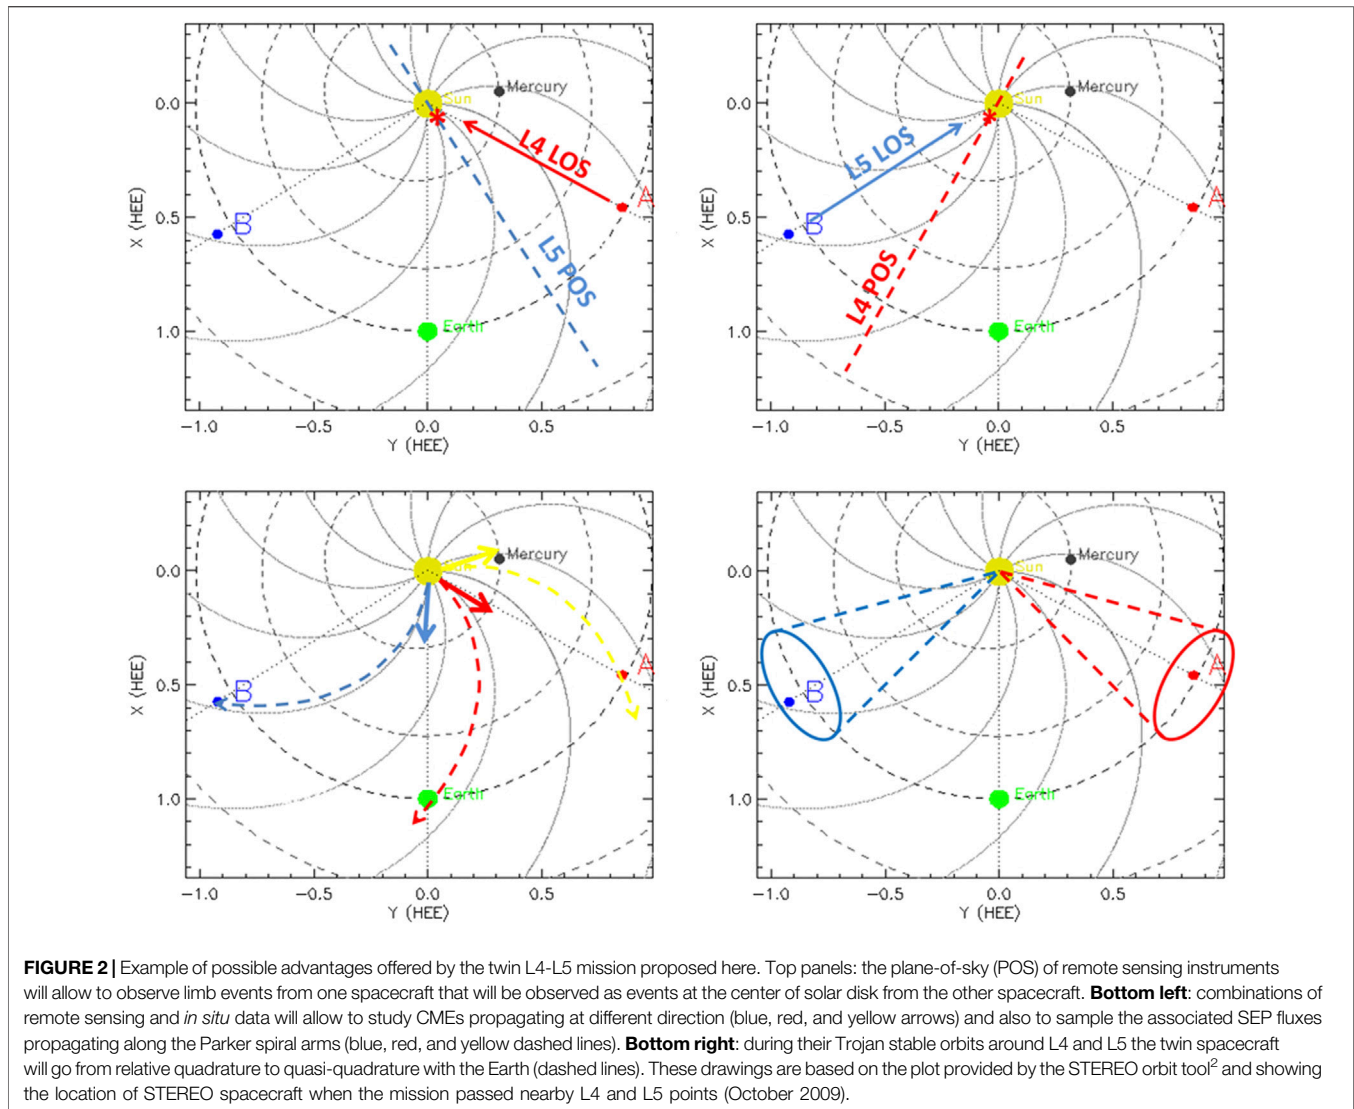 0.0
0.5
1.0
X (HEE)
Sun
Mercury
L4 LOS
A
B
L5 POS
Earth
-1.0 -0.5 0.0 0.5
Y (HEE)
0.0
0.5
1.0
X (HEE)
Sun
Mercury
L5 LOS
A
B
L4 POS
Earth
-1.0 -0.5 0.0 0.5
Y (HEE)
0.0
0.5
1.0
X (HEE)
Mercury
A
B
Earth
-1.0 -0.5 0.0 0.5
Y (HEE)
0.0
0.5
1.0
X (HEE)
Sun
Mercury
A
B
Earth
-1.0 -0.5 0.0 0.5
Y (HEE)
FIGURE 2 | Example of possible advantages offered by the twin L4-L5 mission proposed here. Top panels: the plane-of-sky (POS) of remote sensing instruments
will allow to observe limb events from one spacecraft that will be observed as events at the center of solar disk from the other spacecraft. Bottom left: combinations of
remote sensing and in situ data will allow to study CMEs propagating at different direction (blue, red, and yellow arrows) and also to sample the associated SEP fluxes
propagating along the Parker spiral arms (blue, red, and yellow dashed lines). Bottom right: during their Trojan stable orbits around L4 and L5 the twin spacecraft
will go from relative quadrature to quasi-quadrature with the Earth (dashed lines). These drawings are based on the plot provided by the STEREO orbit tool² and showing
the location of STEREO spacecraft when the mission passed nearby L4 and L5 points (October 2009).